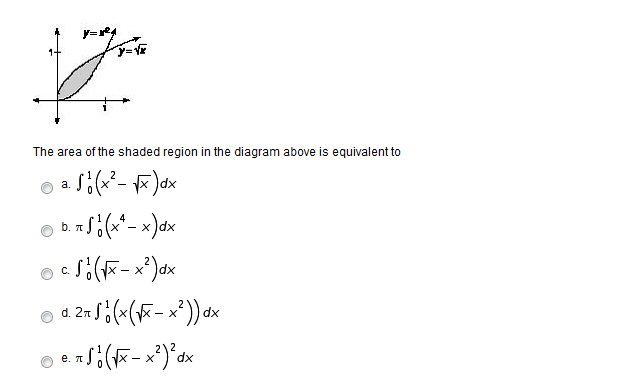 y=x²
1
y=√x
1
The area of the shaded region in the diagram above is equivalent to
a. ∫₀¹(x² – √x)dx
b. π∫₀¹(x⁴ – x)dx
c. ∫₀¹(√x – x²)dx
d. 2π∫₀¹(x(√x – x²))dx
e. π∫₀¹(√x – x²)²dx